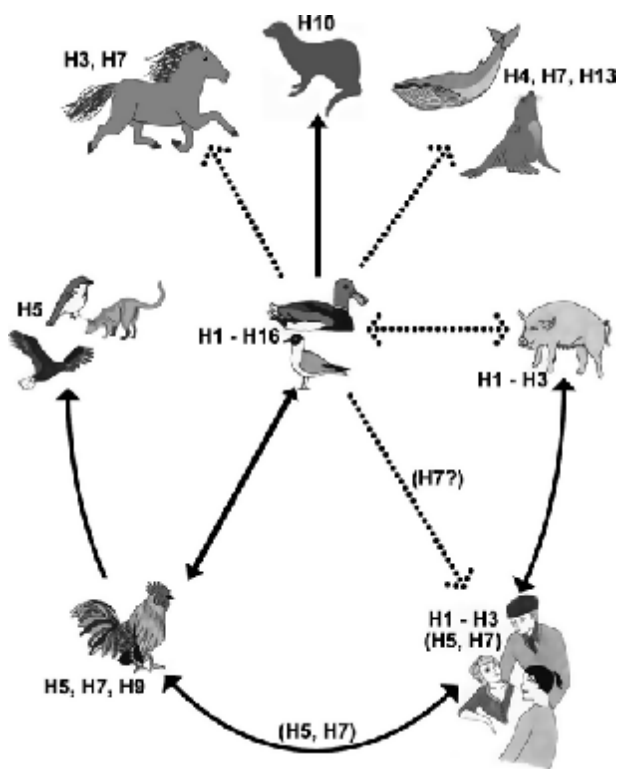 H10
H3, H7
H4, H7, H13
H5
H1 - H16
H1 - H3
(H7?)
H1 - H3
(H5, H7)
H5, H7, H9
(H5, H7)